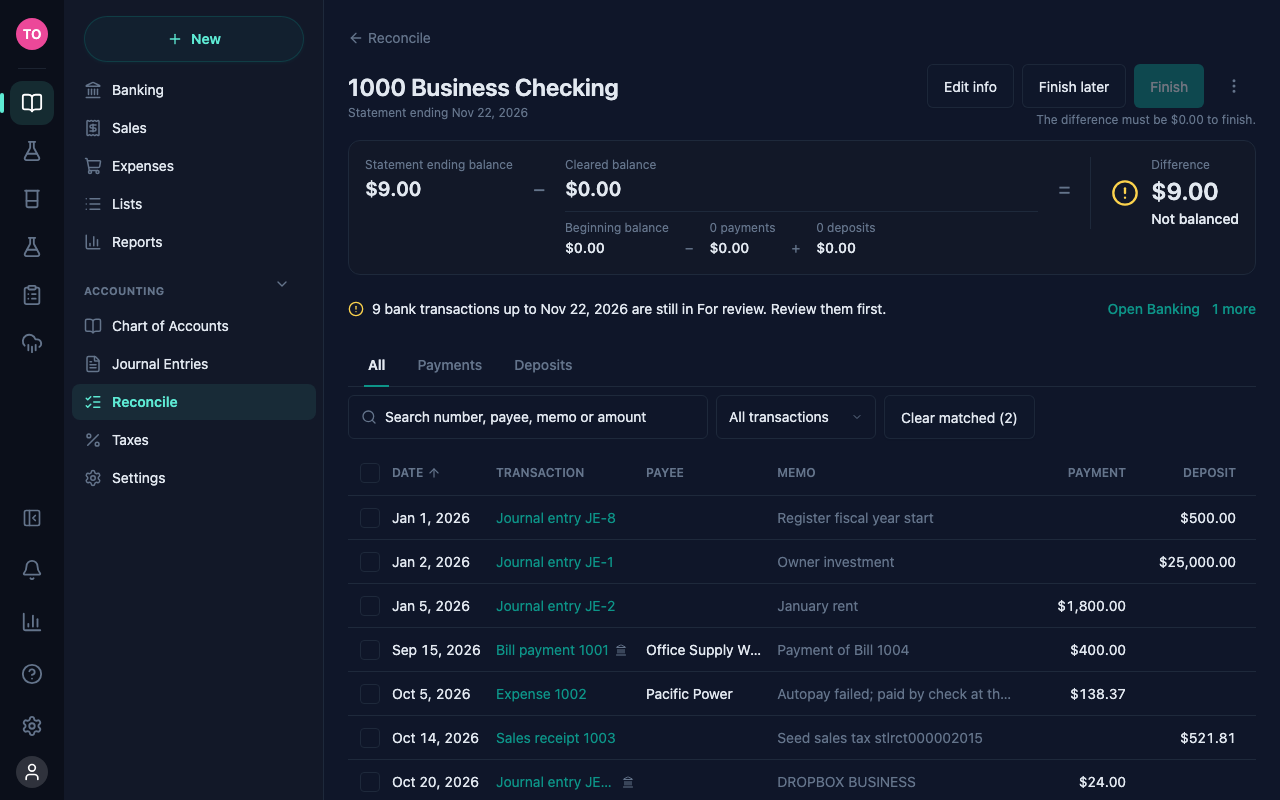 TO
New
Banking
Sales
Expenses
Lists
Reports
ACCOUNTING
Chart of Accounts
Journal Entries
Reconcile
Taxes
Settings
Reconcile
1000 Business Checking
Statement ending Nov 22, 2026
Edit info
Finish later
Finish
The difference must be $0.00 to finish.
Statement ending balance
$9.00
–
Cleared balance
$0.00
Beginning balance
$0.00
–
0 payments
$0.00
+
0 deposits
$0.00
=
Difference
$9.00
Not balanced
9 bank transactions up to Nov 22, 2026 are still in For review. Review them first.
Open Banking 1 more
All Payments Deposits
Search number, payee, memo or amount
All transactions
Clear matched (2)
DATE TRANSACTION PAYEE MEMO PAYMENT DEPOSIT
Jan 1, 2026 Journal entry JE-8 Register fiscal year start $500.00
Jan 2, 2026 Journal entry JE-1 Owner investment $25,000.00
Jan 5, 2026 Journal entry JE-2 January rent $1,800.00
Sep 15, 2026 Bill payment 1001 Office Supply W... Payment of Bill 1004 $400.00
Oct 5, 2026 Expense 1002 Pacific Power Autopay failed; paid by check at th... $138.37
Oct 14, 2026 Sales receipt 1003 Seed sales tax stlrct000002015 $521.81
Oct 20, 2026 Journal entry JE... DROPBOX BUSINESS $24.00